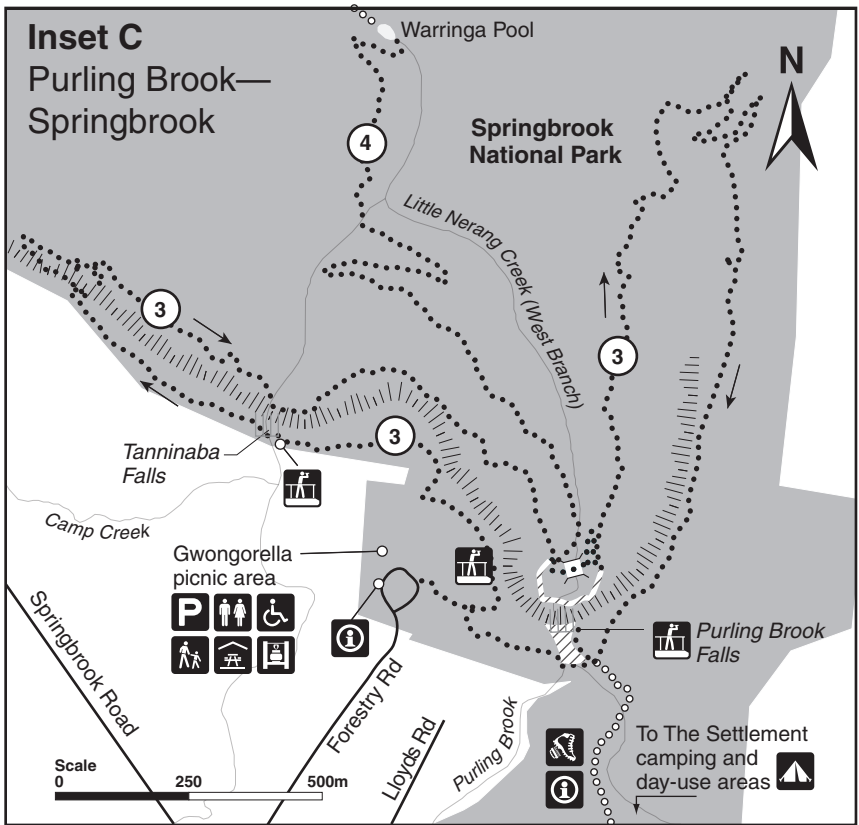 Inset C
Purling Brook—
Springbrook
Warringa Pool
N
Springbrook
National Park
4
Little Nerang Creek (West Branch)
3
3
3
Tanninaba
Falls
Camp Creek
Gwongorella
picnic area
P
i
Purling Brook
Falls
Springbrook Road
Forestry Rd
Lloyds Rd
Purling Brook
To The Settlement
camping and
day-use areas
i
Scale
0 250 500m